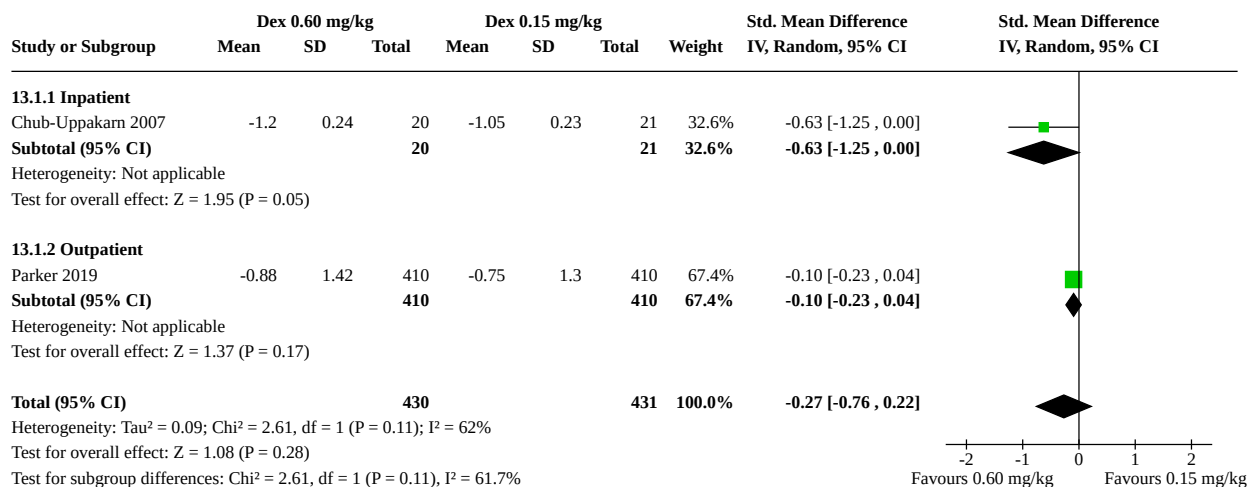 Dex 0.60 mg/kg Dex 0.15 mg/kg Std. Mean Difference Std. Mean Difference
Study or Subgroup Mean SD Total Mean SD Total Weight IV, Random, 95% CI IV, Random, 95% CI
13.1.1 Inpatient
Chub-Uppakarn 2007 -1.2 0.24 20 -1.05 0.23 21 32.6% -0.63 [-1.25 , 0.00]
Subtotal (95% CI) 20 21 32.6% -0.63 [-1.25 , 0.00]
Heterogeneity: Not applicable
Test for overall effect: Z = 1.95 (P = 0.05)
13.1.2 Outpatient
Parker 2019 -0.88 1.42 410 -0.75 1.3 410 67.4% -0.10 [-0.23 , 0.04]
Subtotal (95% CI) 410 410 67.4% -0.10 [-0.23 , 0.04]
Heterogeneity: Not applicable
Test for overall effect: Z = 1.37 (P = 0.17)
Total (95% CI) 430 431 100.0% -0.27 [-0.76 , 0.22]
Heterogeneity: Tau² = 0.09; Chi² = 2.61, df = 1 (P = 0.11); I² = 62%
Test for overall effect: Z = 1.08 (P = 0.28) -2 -1 0 1 2
Test for subgroup differences: Chi² = 2.61, df = 1 (P = 0.11), I² = 61.7% Favours 0.60 mg/kg Favours 0.15 mg/kg